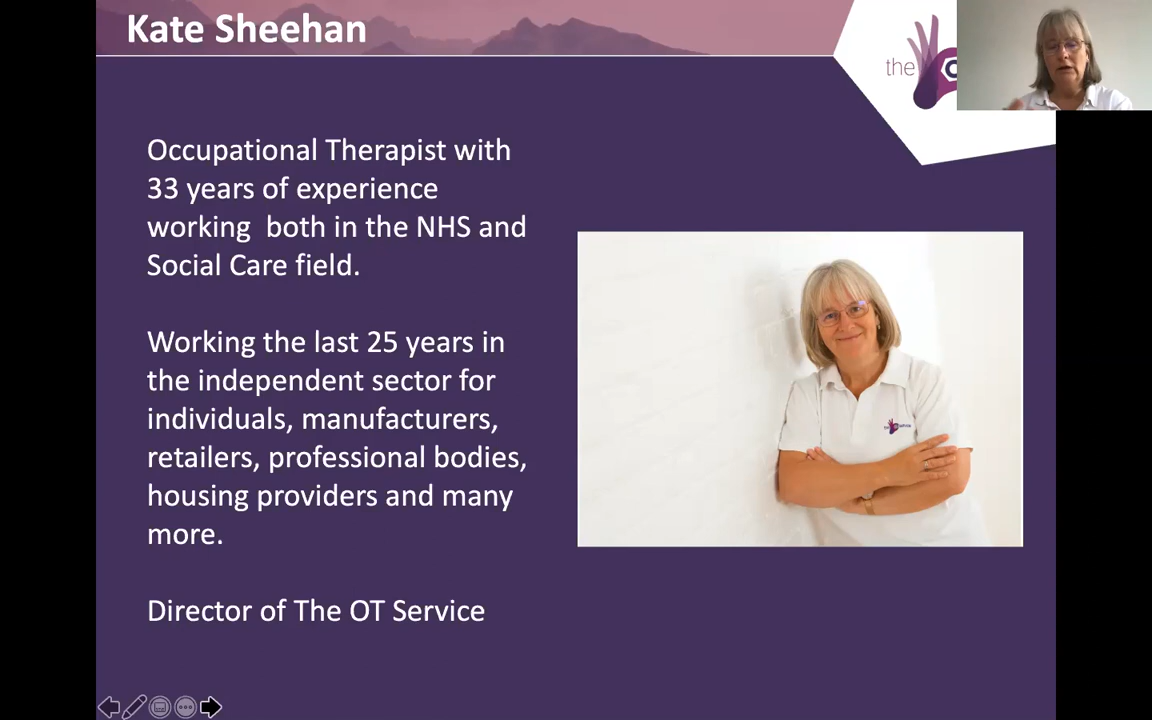 Kate Sheehan
the
Occupational Therapist with
33 years of experience
working  both in the NHS and
Social Care field.
Working the last 25 years in
the independent sector for
individuals, manufacturers,
retailers, professional bodies,
housing providers and many
more.
Director of The OT Service